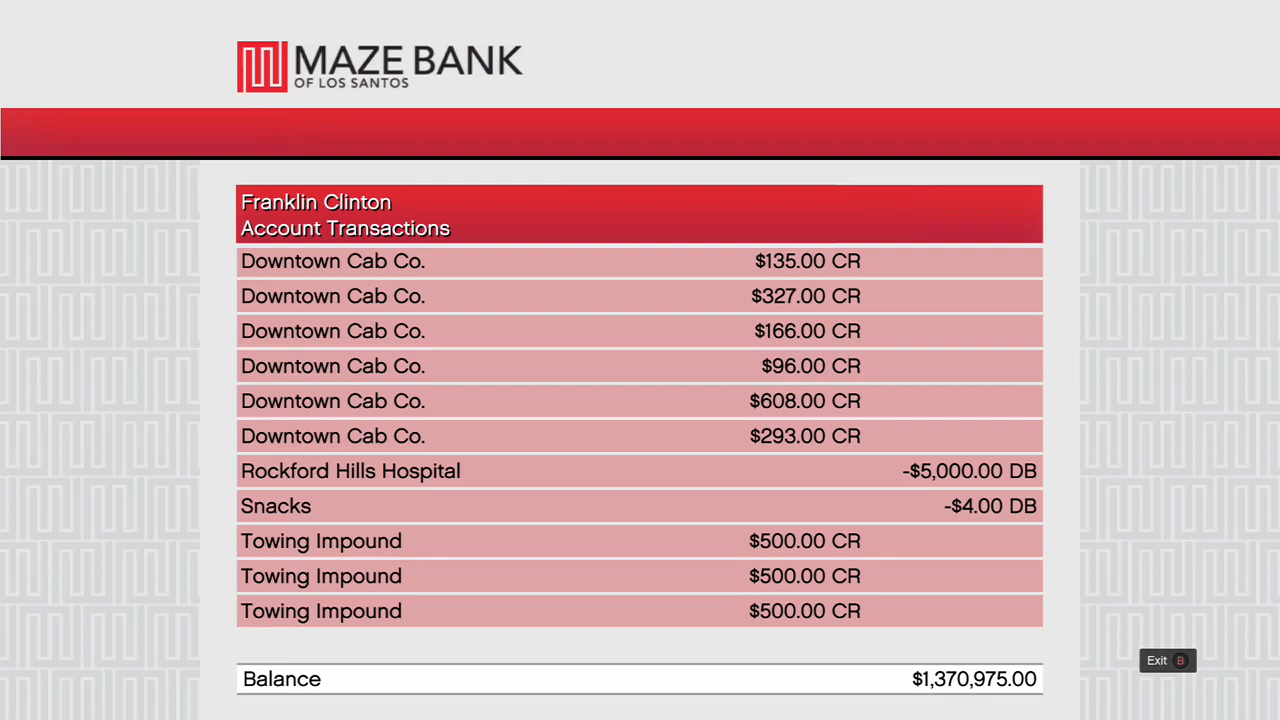 MAZE BANK
OF LOS SANTOS
Franklin Clinton
Account Transactions
Downtown Cab Co. $135.00 CR
Downtown Cab Co. $327.00 CR
Downtown Cab Co. $166.00 CR
Downtown Cab Co. $96.00 CR
Downtown Cab Co. $608.00 CR
Downtown Cab Co. $293.00 CR
Rockford Hills Hospital -$5,000.00 DB
Snacks -$4.00 DB
Towing Impound $500.00 CR
Towing Impound $500.00 CR
Towing Impound $500.00 CR
Exit B
Balance $1,370,975.00